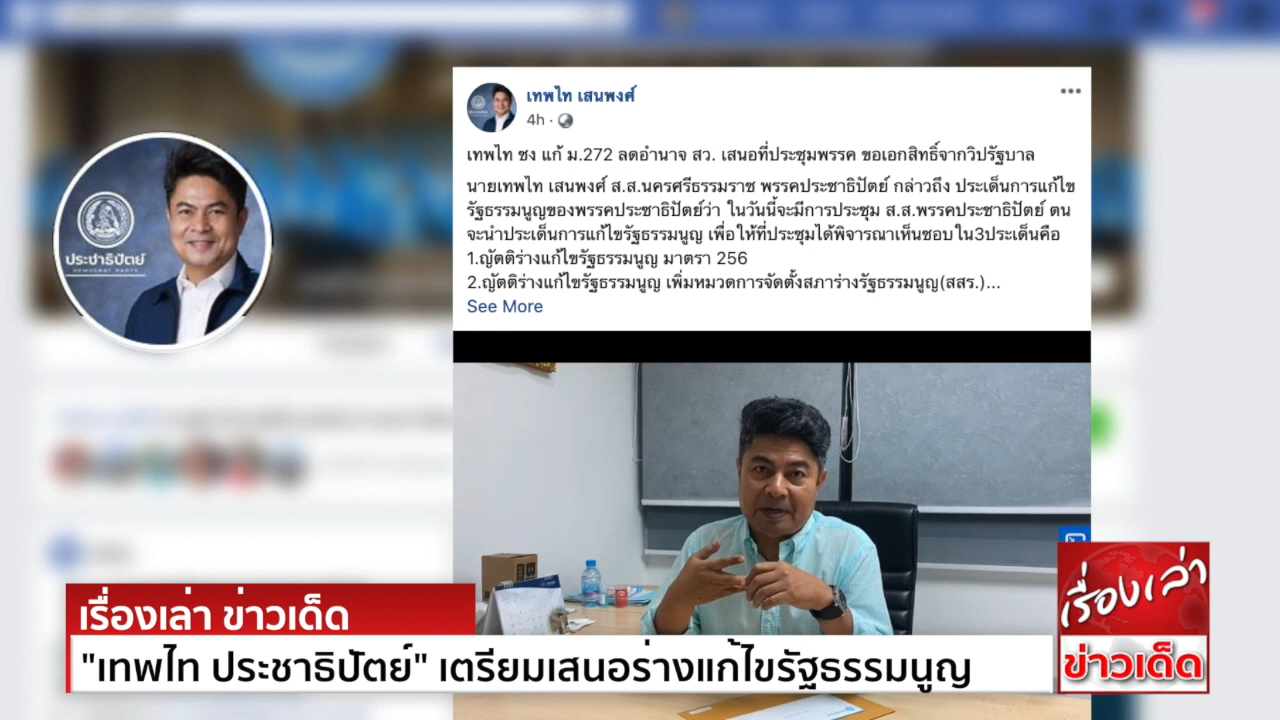 เทพไท เสนพงศ์
4h ·
เทพไท ชง แก้ ม.272 ลดอำนาจ สว. เสนอที่ประชุมพรรค ขอเอกสิทธิ์จากวิปรัฐบาล
นายเทพไท เสนพงศ์ ส.ส.นครศรีธรรมราช พรรคประชาธิปัตย์ กล่าวถึง ประเด็นการแก้ไข
รัฐธรรมนูญของพรรคประชาธิปัตย์ว่า ในวันนี้จะมีการประชุม ส.ส.พรรคประชาธิปัตย์ ตน
จะนำประเด็นการแก้ไขรัฐธรรมนูญ เพื่อให้ที่ประชุมได้พิจารณาเห็นชอบใน3ประเด็นคือ
1.ญัตติร่างแก้ไขรัฐธรรมนูญ มาตรา 256
2.ญัตติร่างแก้ไขรัฐธรรมนูญ เพิ่มหมวดการจัดตั้งสภาร่างรัฐธรรมนูญ(สสร.)...
See More
ประชาธิปัตย์
DEMOCRAT PARTY
เรื่องเล่า ข่าวเด็ด
"เทพไท ประชาธิปัตย์" เตรียมเสนอร่างแก้ไขรัฐธรรมนูญ
เรื่องเล่า
ข่าวเด็ด